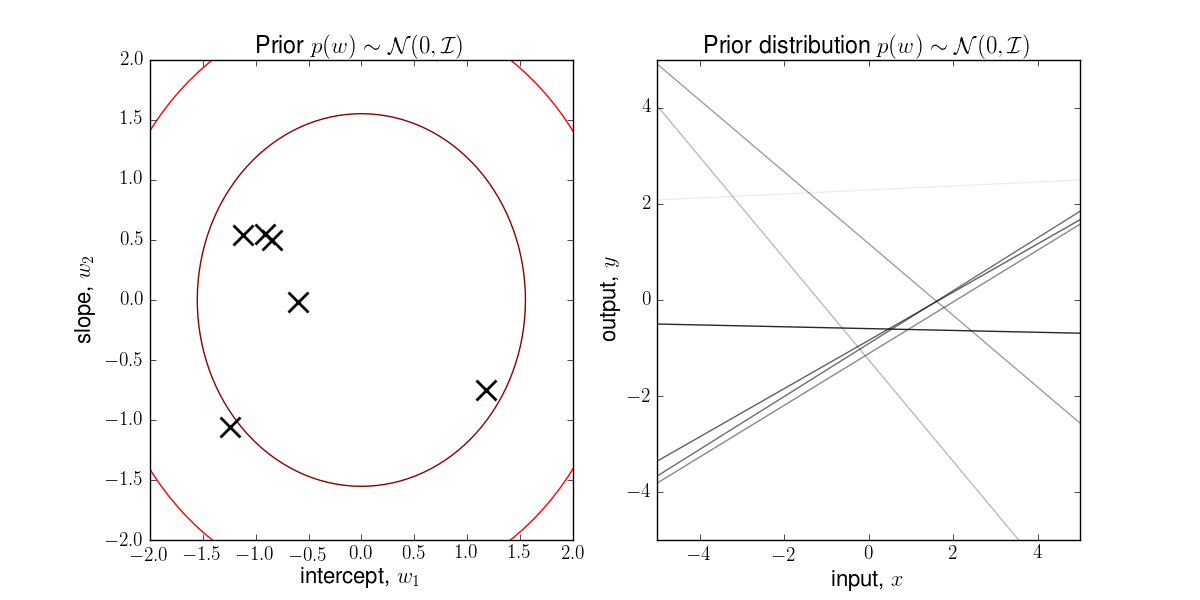 Prior p(w) ∼ 𝒩(0, ℐ)
2.0
1.5
1.0
0.5
0.0
−0.5
−1.0
−1.5
−2.0
slope, w₂
−2.0 −1.5 −1.0 −0.5 0.0 0.5 1.0 1.5 2.0
intercept, w₁
Prior distribution p(w) ∼ 𝒩(0, ℐ)
4
2
0
−2
−4
output, y
−4 −2 0 2 4
input, x